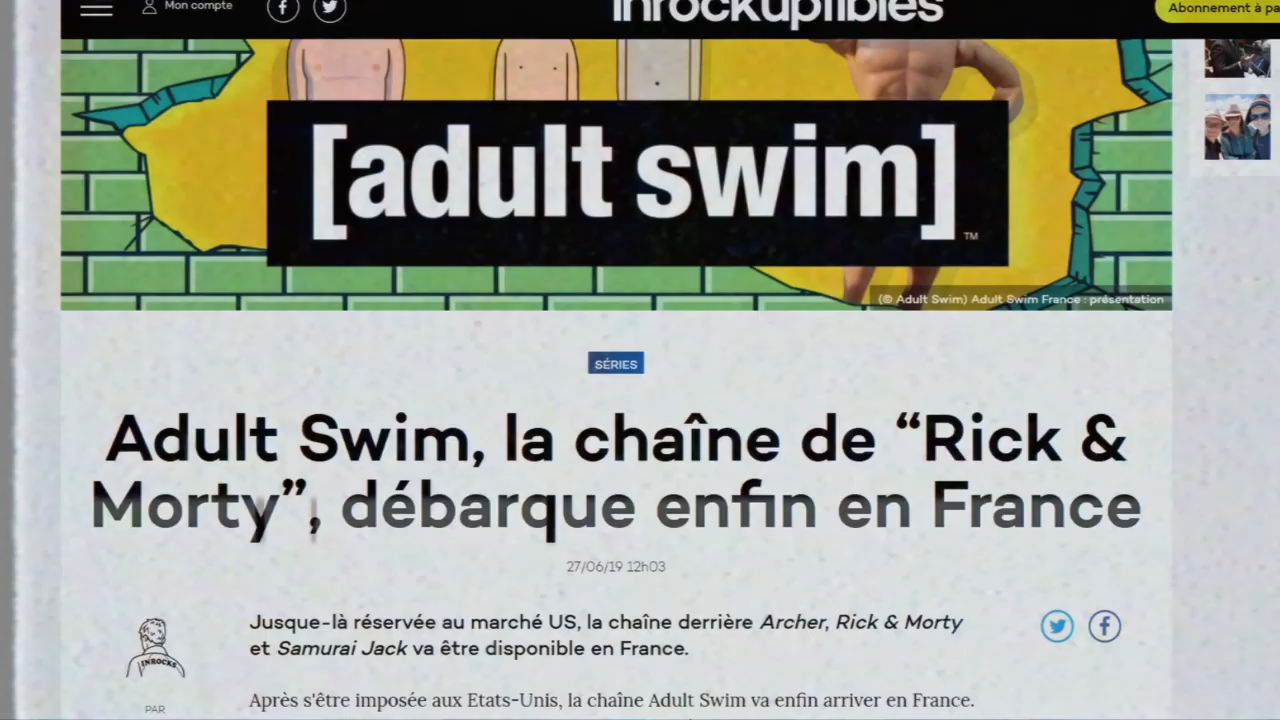 Mon compte
inrockuptibles
Abonnement à pa
[adult swim]
TM
(© Adult Swim) Adult Swim France : présentation
SÉRIES
Adult Swim, la chaîne de “Rick &
Morty”, débarque enfin en France
27/06/19 12h03
Jusque-là réservée au marché US, la chaîne derrière Archer, Rick & Morty
et Samurai Jack va être disponible en France.
INROCKS
Après s'être imposée aux Etats-Unis, la chaîne Adult Swim va enfin arriver en France.
PAR